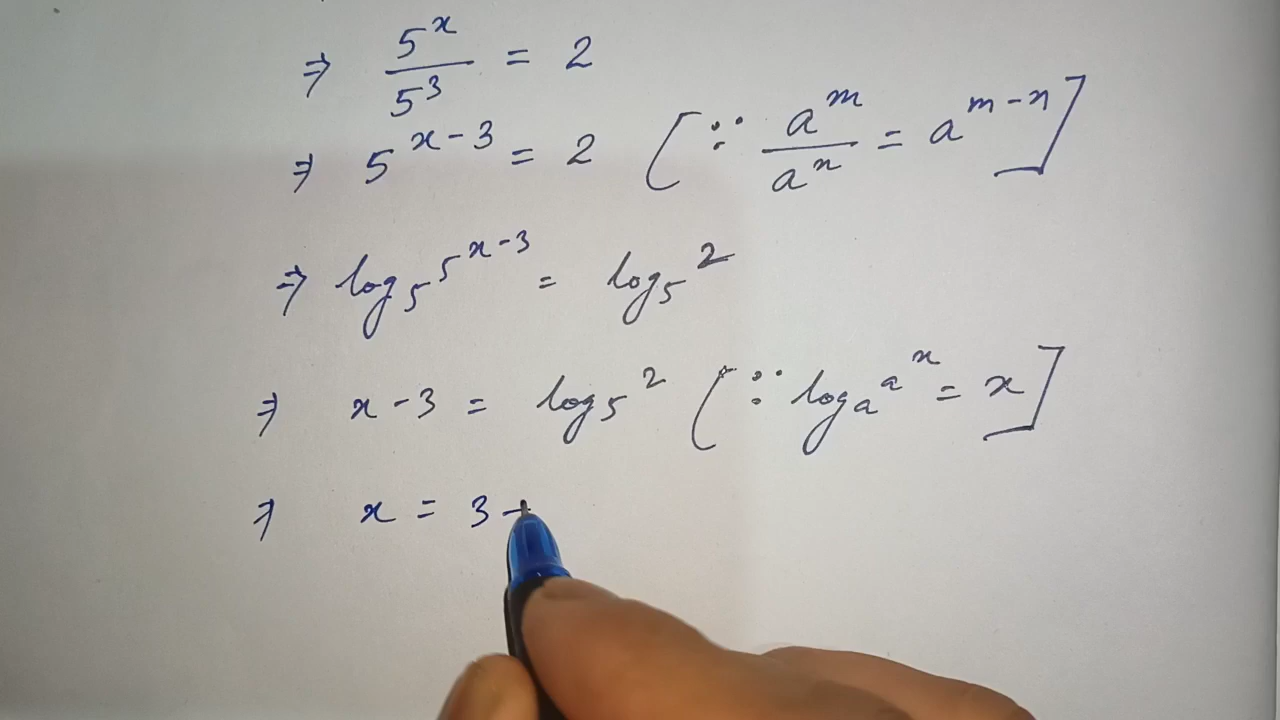 ⇒ 5^x / 5^3 = 2
⇒ 5^(x-3) = 2 [∵ a^m / a^n = a^(m-n)]
⇒ log₅ 5^(x-3) = log₅ 2
⇒ x - 3 = log₅ 2 [∵ logₐ a^x = x]
⇒ x = 3 +